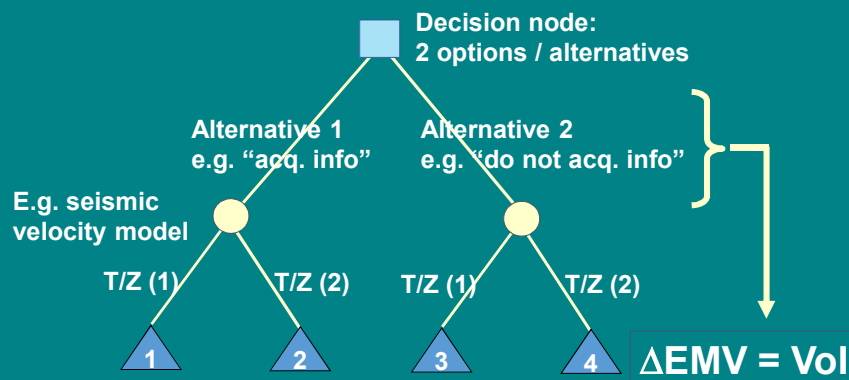 Decision node:
2 options / alternatives
Alternative 1
e.g. “acq. info”
Alternative 2
e.g. “do not acq. info”
E.g. seismic
velocity model
T/Z (1)
T/Z (2)
T/Z (1)
T/Z (2)
1
2
3
4
ΔEMV = VoI